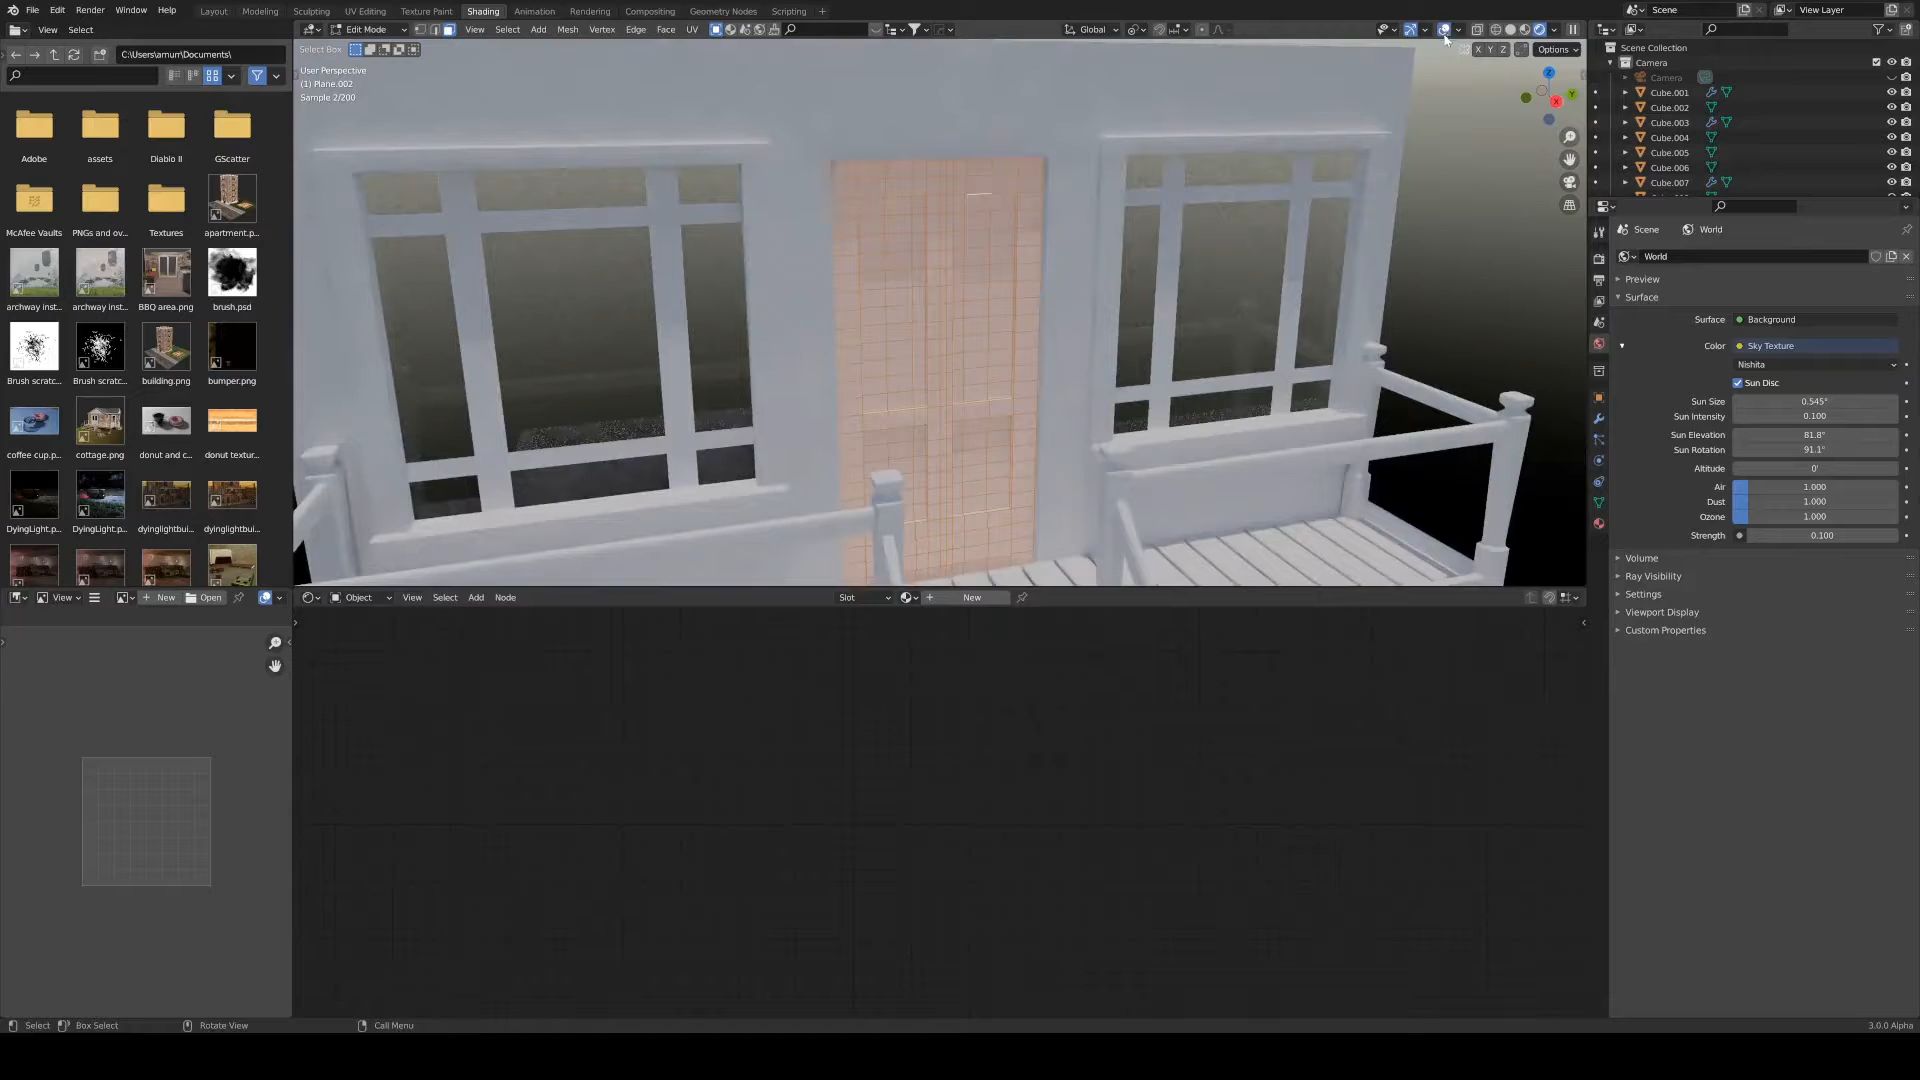 File Edit Render Window Help
Layout Modeling Sculpting UV Editing Texture Paint Shading Animation Rendering Compositing Geometry Nodes Scripting +
Scene
View Layer
View Select
Edit Mode View Select Add Mesh Vertex Edge Face UV
Global
C:\Users\amurr\Documents\
Select Box
X Y Z Options
User Perspective
(1) Plane.002
Sample 2/200
Z
Y
X
Adobe assets Diablo II GScatter
McAfee Vaults PNGs and ov... Textures apartment.p...
archway inst... archway inst... BBQ area.png brush.psd
Brush scratc... Brush scratc... building.png bumper.png
coffee cup.p... cottage.png donut and c... donut textur...
DyingLight.p... DyingLight.p... dyinglightbui... dyinglightbui...
Scene Collection
Camera
Camera
Cube.001
Cube.002
Cube.003
Cube.004
Cube.005
Cube.006
Cube.007
Scene World
World
Preview
Surface
Surface Background
Color Sky Texture
Nishita
Sun Disc
Sun Size 0.545°
Sun Intensity 0.100
Sun Elevation 81.8°
Sun Rotation 91.1°
Altitude 0'
Air 1.000
Dust 1.000
Ozone 1.000
Strength 0.100
Volume
Ray Visibility
Settings
Viewport Display
Custom Properties
View New Open
Object View Select Add Node
Slot New
Select Box Select Rotate View Call Menu
3.0.0 Alpha